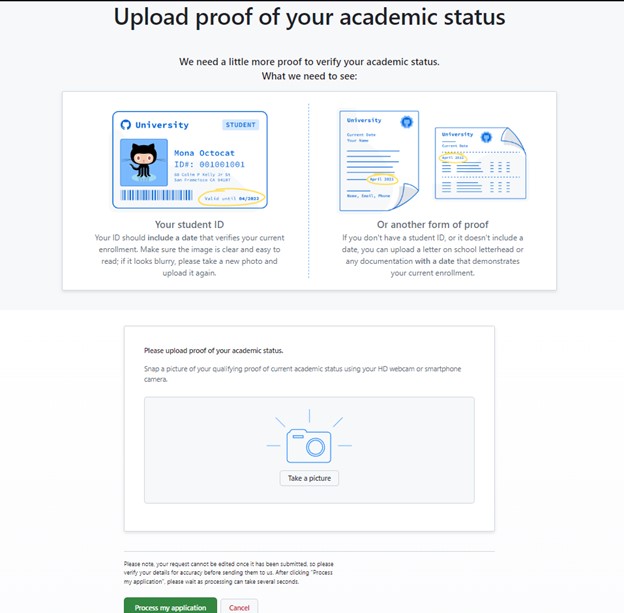 Upload proof of your academic status
We need a little more proof to verify your academic status.
What we need to see:
University
STUDENT
Mona Octocat
ID#: 001001001
88 Colin P Kelly Jr St
San Francisco CA 94107
Valid until 04/2023
University
Current Date
Your Name
April 2023
Name, Email, Phone
University
Current Date
April 2023
Your student ID
Your ID should include a date that verifies your current
enrollment. Make sure the image is clear and easy to
read; if it looks blurry, please take a new photo and
upload it again.
Or another form of proof
If you don't have a student ID, or it doesn't include a
date, you can upload a letter on school letterhead or
any documentation with a date that demonstrates
your current enrollment.
Please upload proof of your academic status.
Snap a picture of your qualifying proof of current academic status using your HD webcam or smartphone
camera.
Take a picture
Please note, your request cannot be edited once it has been submitted, so please
verify your details for accuracy before sending them to us. After clicking "Process
my application", please wait as processing can take several seconds.
Process my application
Cancel